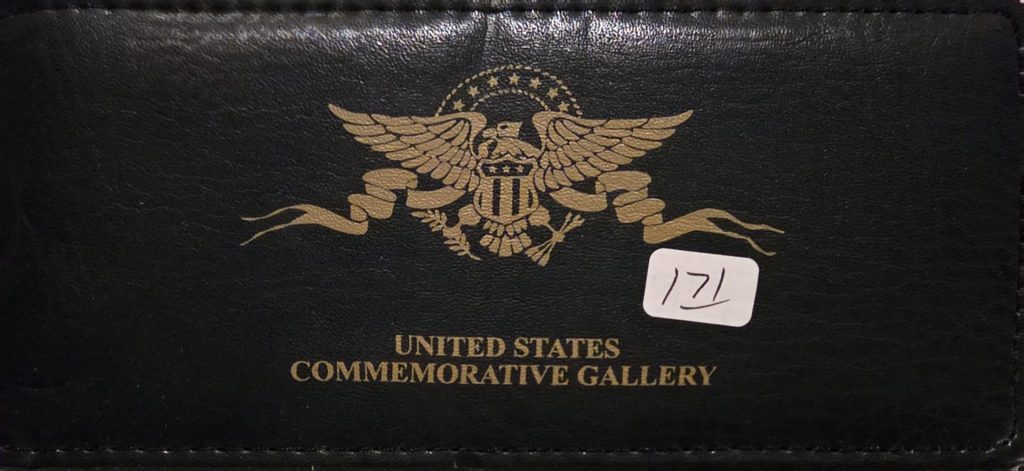 171
UNITED STATES
COMMEMORATIVE GALLERY